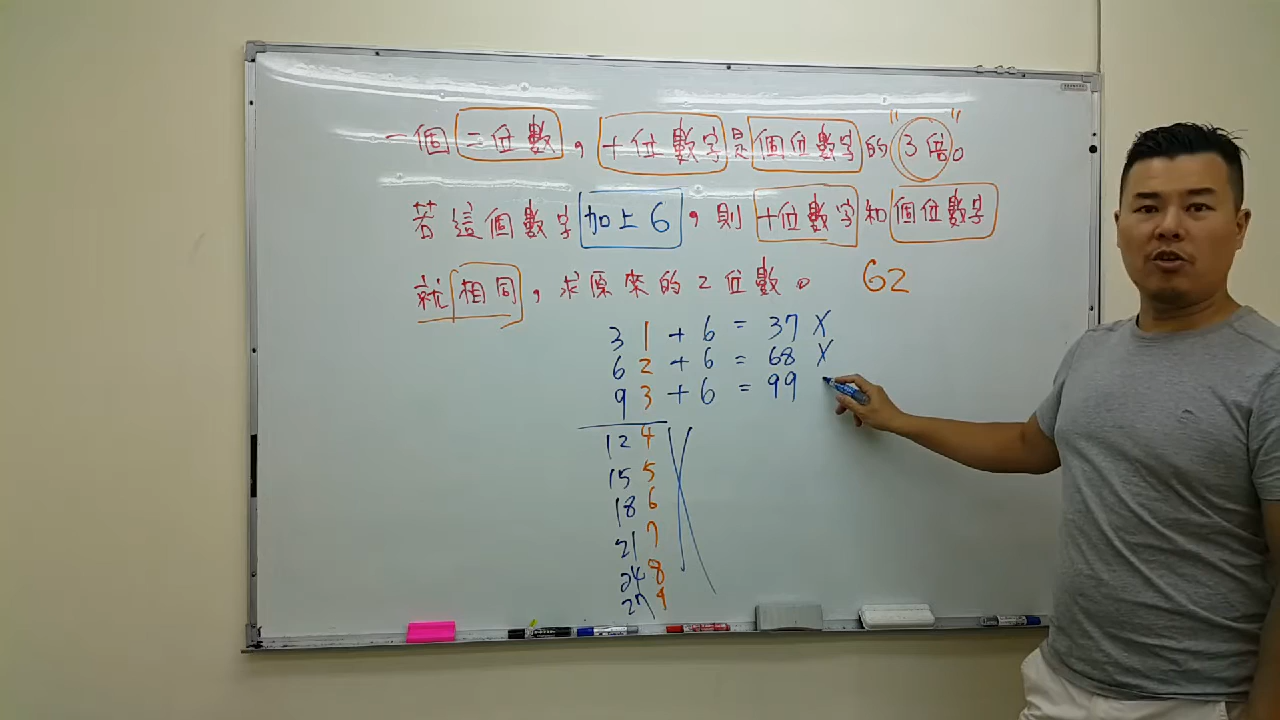 一個二位數，十位數字是個位數字的"3倍"。
若這個數字加上6，則十位數字和個位數字
就相同，求原來的2位數。 62
31+6=37 X
62+6=68 X
93+6=99
124
155
186
217
248
279